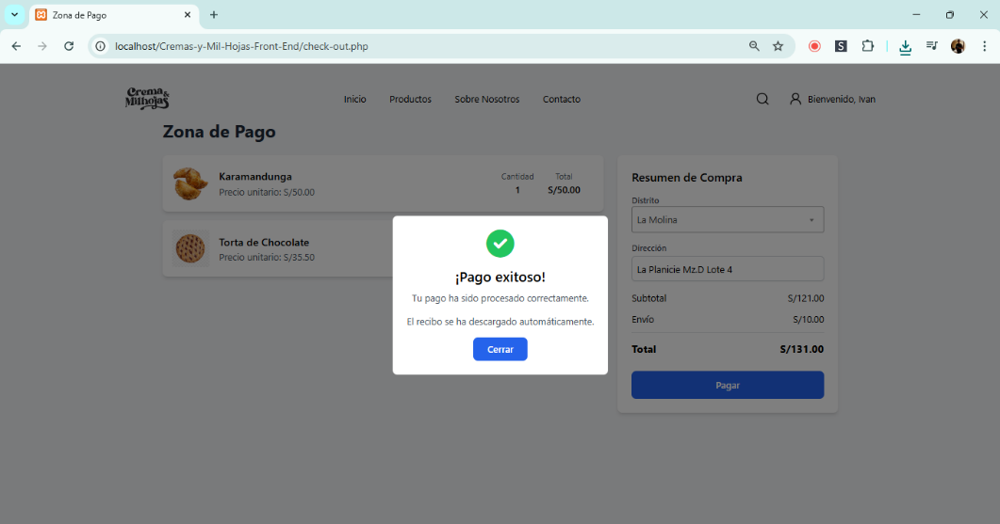 Zona de Pago
localhost/Cremas-y-Mil-Hojas-Front-End/check-out.php
S
Crema &
Milhojas
Inicio Productos Sobre Nosotros Contacto
Bienvenido, Ivan
Zona de Pago
Karamandunga
Precio unitario: S/50.00
Cantidad Total
1 S/50.00
Torta de Chocolate
Precio unitario: S/35.50
¡Pago exitoso!
Tu pago ha sido procesado correctamente.
El recibo se ha descargado automáticamente.
Cerrar
Resumen de Compra
Distrito
La Molina
Dirección
La Planicie Mz.D Lote 4
Subtotal S/121.00
Envío S/10.00
Total S/131.00
Pagar